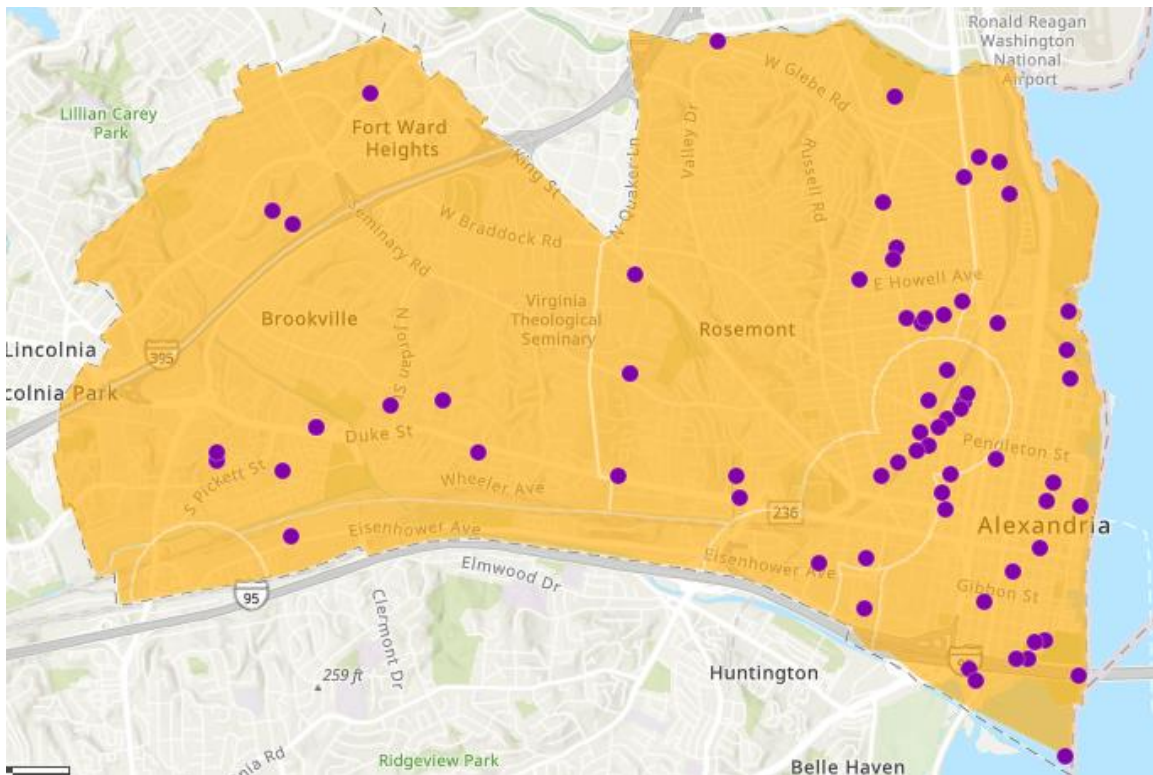 Ronald Reagan
Washington
National
Airport
W Glebe Rd
Lillian Carey
Park
Fort Ward
Heights
King St
Valley Dr
Russell Rd
N Quaker Ln
W Braddock Rd
Seminary Rd
E Howell Ave
Virginia
Theological
Seminary
Brookville
Rosemont
N Jordan St
Lincolnia
395
colnia Park
Duke St
Pendleton St
S Pickett St
Wheeler Ave
236
Alexandria
Eisenhower Ave
Eisenhower Ave
Elmwood Dr
95
Gibbon St
Clermont Dr
259 ft
Huntington
nia Rd
Ridgeview Park
Belle Haven